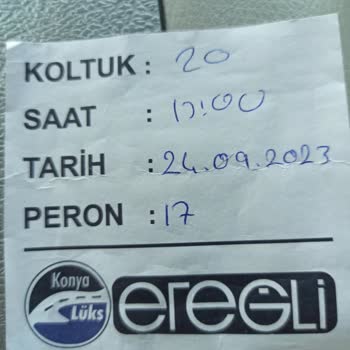 KOLTUK : 20
SAAT : 17:00
TARİH : 24.09.2023
PERON : 17
Konya
Lüks
EREĞLİ